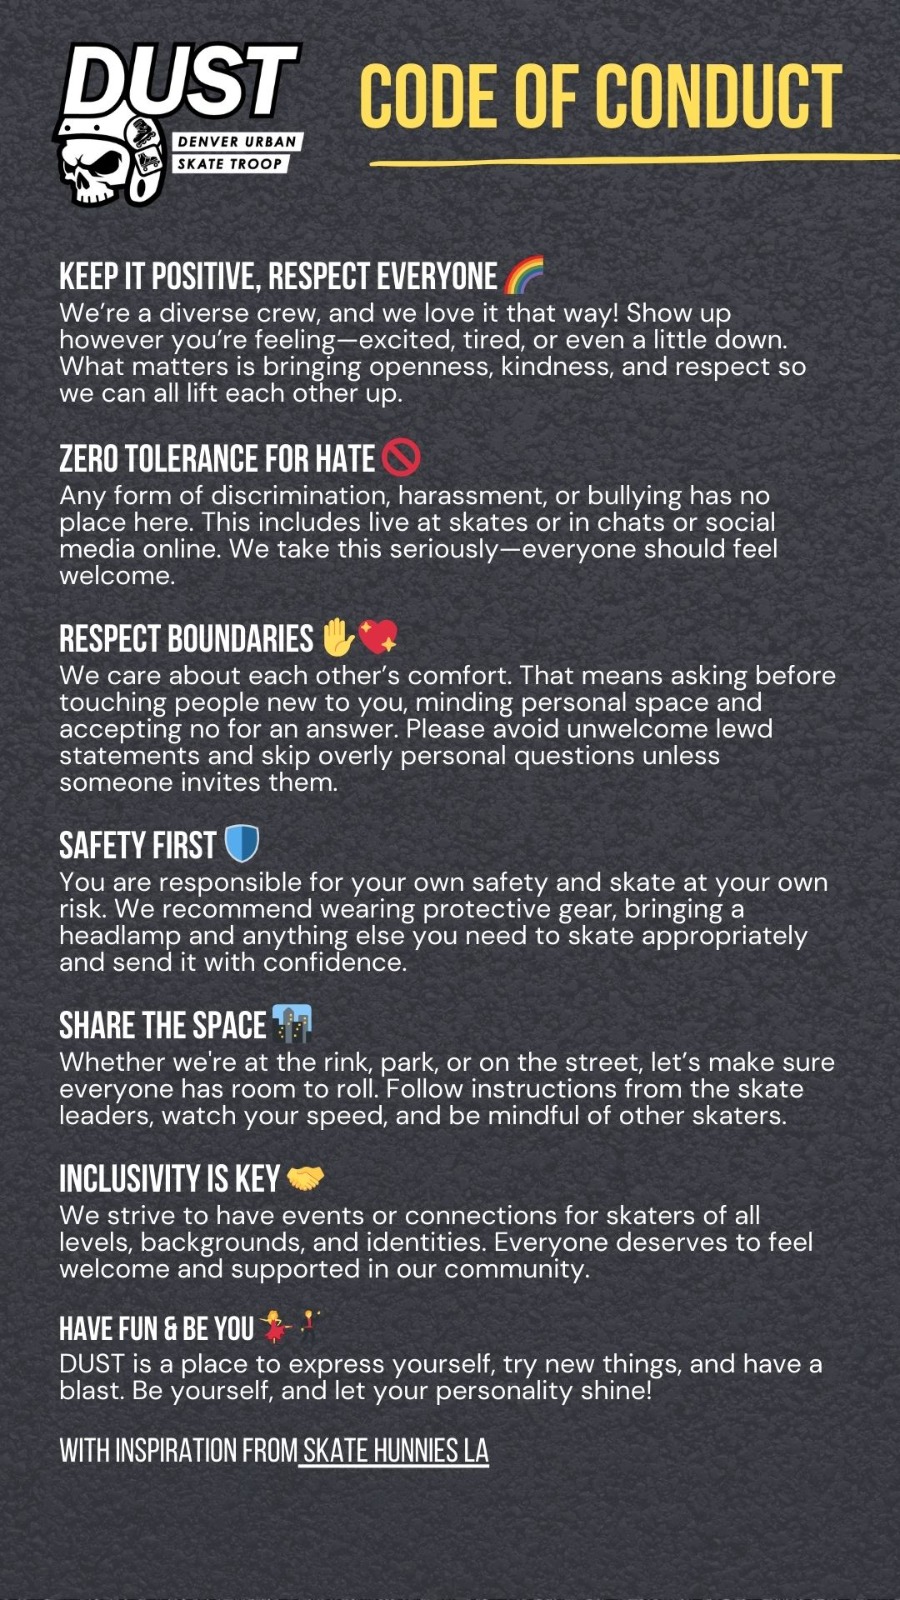 DUST
DENVER URBAN
SKATE TROOP
CODE OF CONDUCT
KEEP IT POSITIVE, RESPECT EVERYONE 🌈
We’re a diverse crew, and we love it that way! Show up
however you’re feeling—excited, tired, or even a little down.
What matters is bringing openness, kindness, and respect so
we can all lift each other up.
ZERO TOLERANCE FOR HATE 🚫
Any form of discrimination, harassment, or bullying has no
place here. This includes live at skates or in chats or social
media online. We take this seriously—everyone should feel
welcome.
RESPECT BOUNDARIES ✋💖
We care about each other’s comfort. That means asking before
touching people new to you, minding personal space and
accepting no for an answer. Please avoid unwelcome lewd
statements and skip overly personal questions unless
someone invites them.
SAFETY FIRST 🛡️
You are responsible for your own safety and skate at your own
risk. We recommend wearing protective gear, bringing a
headlamp and anything else you need to skate appropriately
and send it with confidence.
SHARE THE SPACE 🏙️
Whether we're at the rink, park, or on the street, let’s make sure
everyone has room to roll. Follow instructions from the skate
leaders, watch your speed, and be mindful of other skaters.
INCLUSIVITY IS KEY 🤝
We strive to have events or connections for skaters of all
levels, backgrounds, and identities. Everyone deserves to feel
welcome and supported in our community.
HAVE FUN & BE YOU 💃🕺
DUST is a place to express yourself, try new things, and have a
blast. Be yourself, and let your personality shine!
WITH INSPIRATION FROM SKATE HUNNIES LA